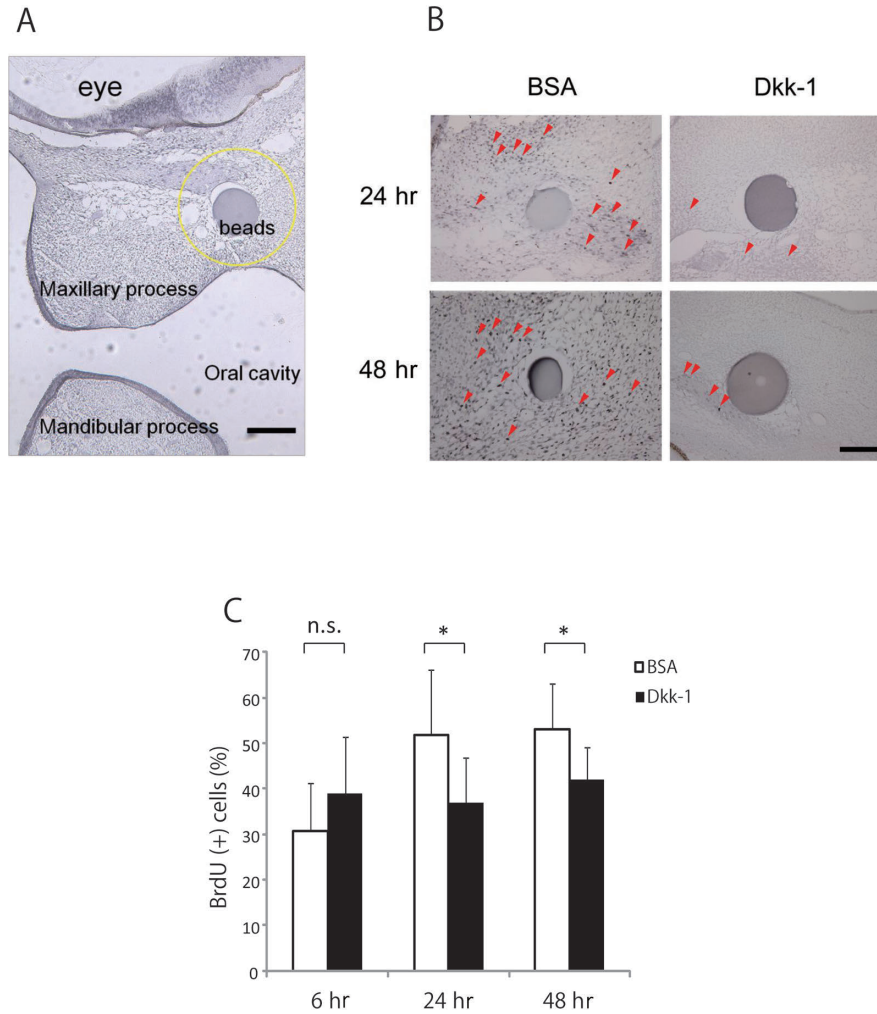 A
B
eye
beads
Maxillary process
Oral cavity
Mandibular process
BSA
Dkk-1
24 hr
48 hr
C
n.s.
*
*
70
60
50
40
30
20
10
0
BrdU (+) cells (%)
BSA
Dkk-1
6 hr
24 hr
48 hr